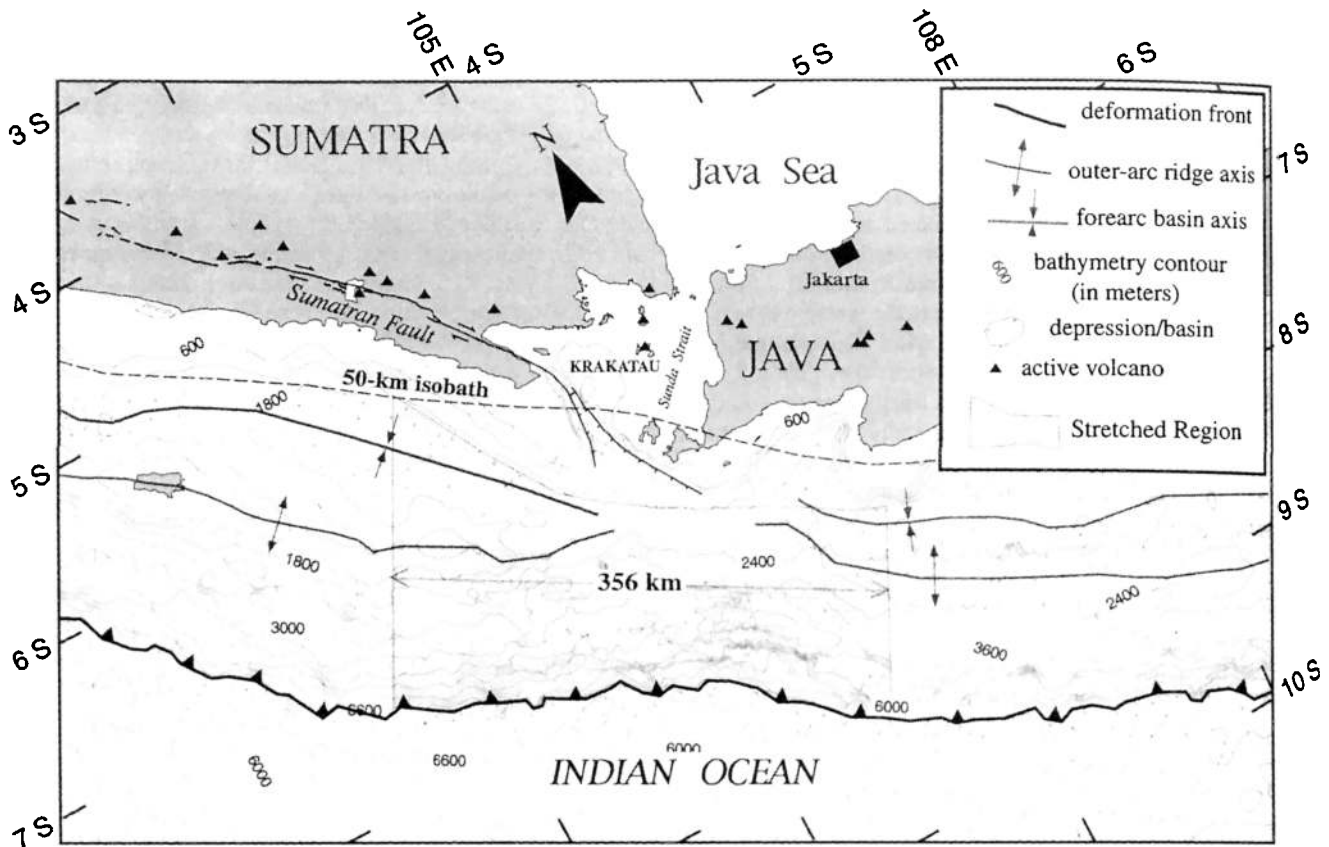 105 E
4 S
5 S
108 E
6 S
3 S
SUMATRA
N
Java Sea
deformation front
outer-arc ridge axis
forearc basin axis
600
bathymetry contour
(in meters)
depression/basin
active volcano
Stretched Region
7 S
4 S
Sumatran Fault
Jakarta
8 S
600
KRAKATAU
Sunda Strait
JAVA
50-km isobath
1800
600
5 S
9 S
1800
2400
356 km
2400
3000
3600
6 S
10 S
6600
6000
6000
6600
6000
INDIAN OCEAN
7 S